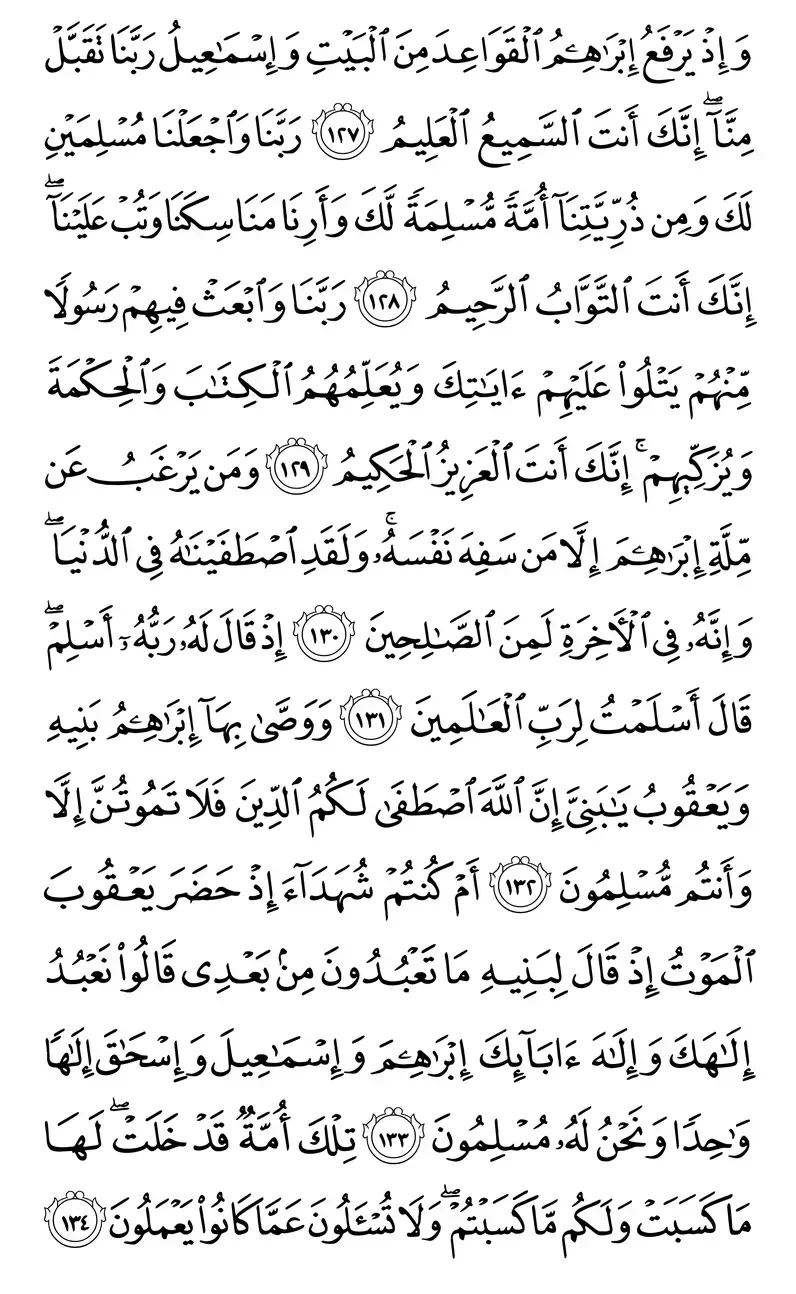 وَإِذْ يَرْفَعُ إِبْرَٰهِـۧمُ ٱلْقَوَاعِدَ مِنَ ٱلْبَيْتِ وَإِسْمَٰعِيلُ رَبَّنَا تَقَبَّلْ
مِنَّآ ۖ إِنَّكَ أَنتَ ٱلسَّمِيعُ ٱلْعَلِيمُ ١٢٧ رَبَّنَا وَٱجْعَلْنَا مُسْلِمَيْنِ
لَكَ وَمِن ذُرِّيَّتِنَآ أُمَّةً مُّسْلِمَةً لَّكَ وَأَرِنَا مَنَاسِكَنَا وَتُبْ عَلَيْنَآ ۖ
إِنَّكَ أَنتَ ٱلتَّوَّابُ ٱلرَّحِيمُ ١٢٨ رَبَّنَا وَٱبْعَثْ فِيهِمْ رَسُولًا
مِّنْهُمْ يَتْلُوا۟ عَلَيْهِمْ ءَايَٰتِكَ وَيُعَلِّمُهُمُ ٱلْكِتَٰبَ وَٱلْحِكْمَةَ
وَيُزَكِّيهِمْ ۚ إِنَّكَ أَنتَ ٱلْعَزِيزُ ٱلْحَكِيمُ ١٢٩ وَمَن يَرْغَبُ عَن
مِّلَّةِ إِبْرَٰهِـۧمَ إِلَّا مَن سَفِهَ نَفْسَهُۥ ۚ وَلَقَدِ ٱصْطَفَيْنَٰهُ فِى ٱلدُّنْيَا ۖ
وَإِنَّهُۥ فِى ٱلْـَٔاخِرَةِ لَمِنَ ٱلصَّٰلِحِينَ ١٣٠ إِذْ قَالَ لَهُۥ رَبُّهُۥٓ أَسْلِمْ ۖ
قَالَ أَسْلَمْتُ لِرَبِّ ٱلْعَٰلَمِينَ ١٣١ وَوَصَّىٰ بِهَآ إِبْرَٰهِـۧمُ بَنِيهِ
وَيَعْقُوبُ يَٰبَنِىَّ إِنَّ ٱللَّهَ ٱصْطَفَىٰ لَكُمُ ٱلدِّينَ فَلَا تَمُوتُنَّ إِلَّا
وَأَنتُم مُّسْلِمُونَ ١٣٢ أَمْ كُنتُمْ شُهَدَآءَ إِذْ حَضَرَ يَعْقُوبَ
ٱلْمَوْتُ إِذْ قَالَ لِبَنِيهِ مَا تَعْبُدُونَ مِنۢ بَعْدِى قَالُوا۟ نَعْبُدُ
إِلَٰهَكَ وَإِلَٰهَ ءَابَآئِكَ إِبْرَٰهِـۧمَ وَإِسْمَٰعِيلَ وَإِسْحَٰقَ إِلَٰهًا
وَٰحِدًا وَنَحْنُ لَهُۥ مُسْلِمُونَ ١٣٣ تِلْكَ أُمَّةٌ قَدْ خَلَتْ ۖ لَهَا
مَا كَسَبَتْ وَلَكُم مَّا كَسَبْتُمْ ۖ وَلَا تُسْـَٔلُونَ عَمَّا كَانُوا۟ يَعْمَلُونَ ١٣٤